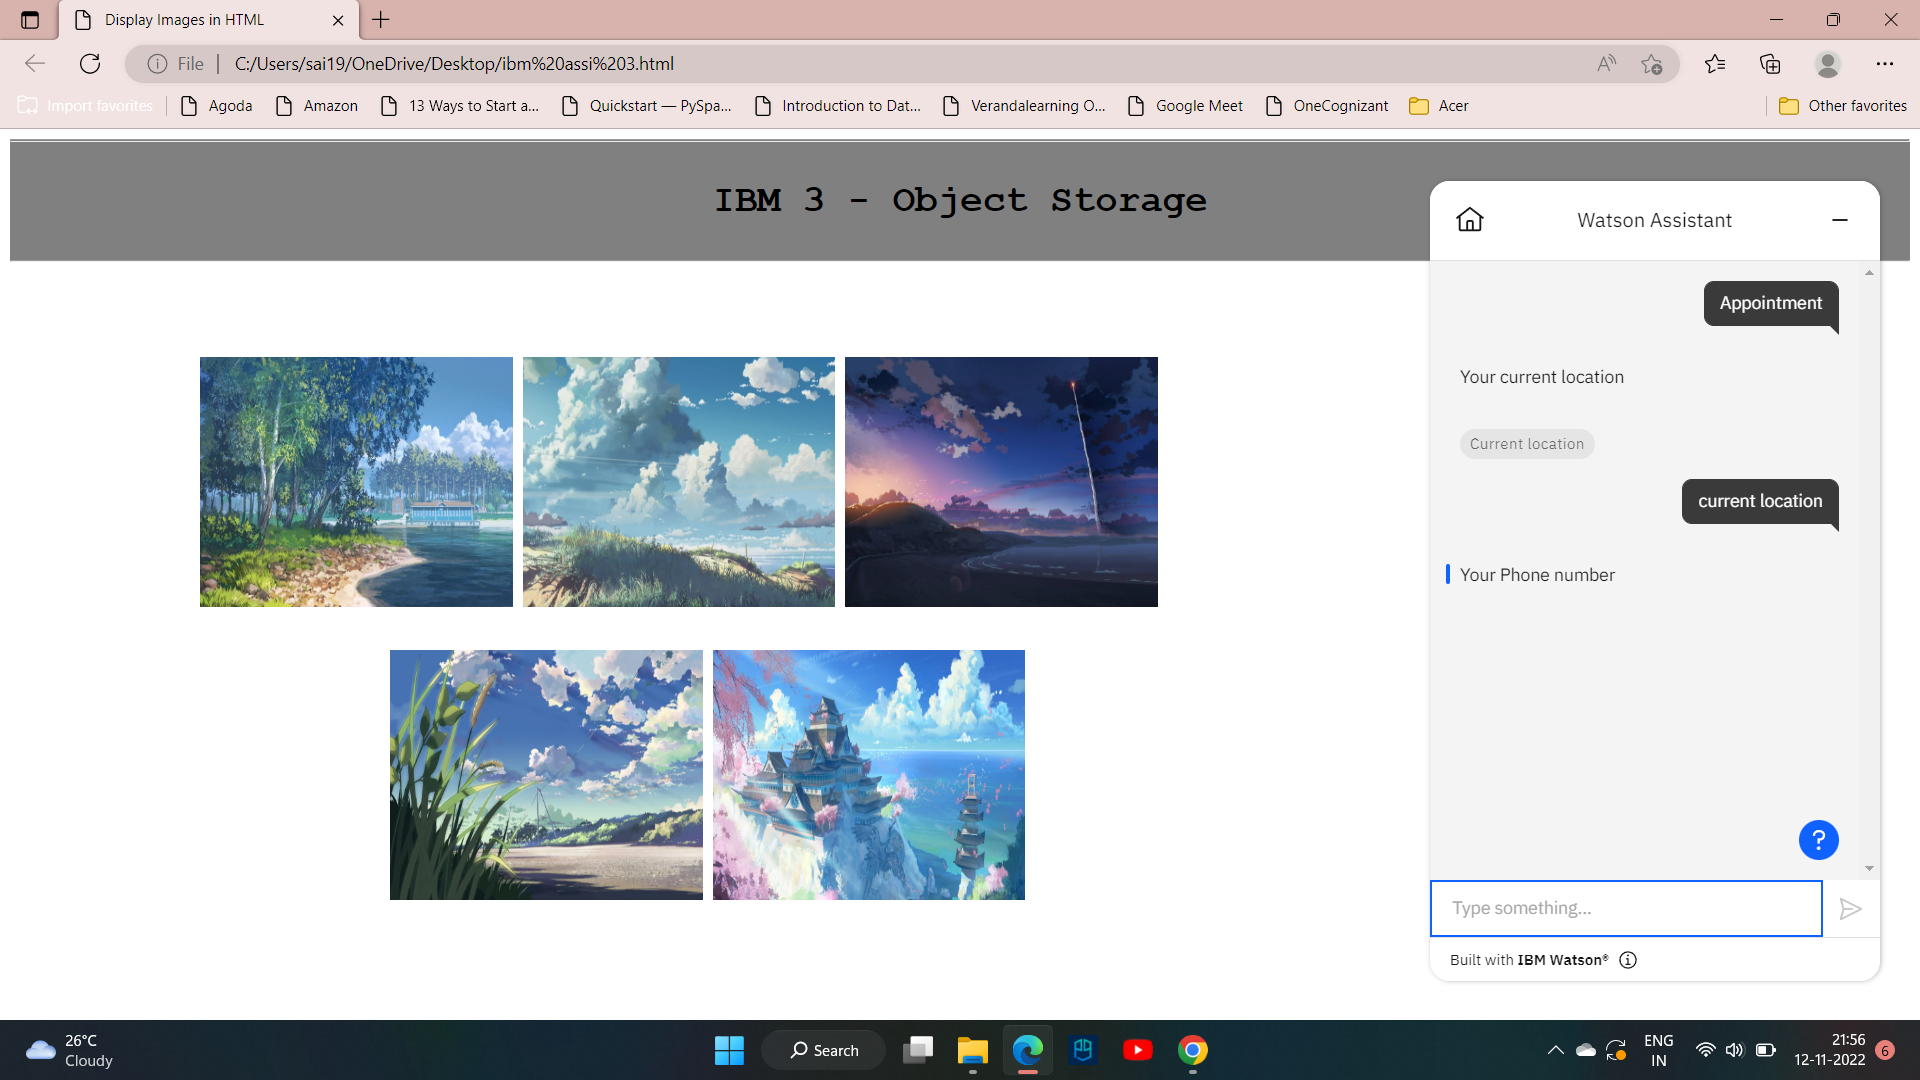 Display Images in HTML
File
C:/Users/sai19/OneDrive/Desktop/ibm%20assi%203.html
Import favorites
Agoda
Amazon
13 Ways to Start a...
Quickstart — PySpa...
Introduction to Dat...
Verandalearning O...
Google Meet
OneCognizant
Acer
Other favorites
IBM 3 - Object Storage
Watson Assistant
Appointment
Your current location
Current location
current location
Your Phone number
?
Type something...
Built with IBM Watson®
26°C
Cloudy
Search
ENG
IN
21:56
12-11-2022
6